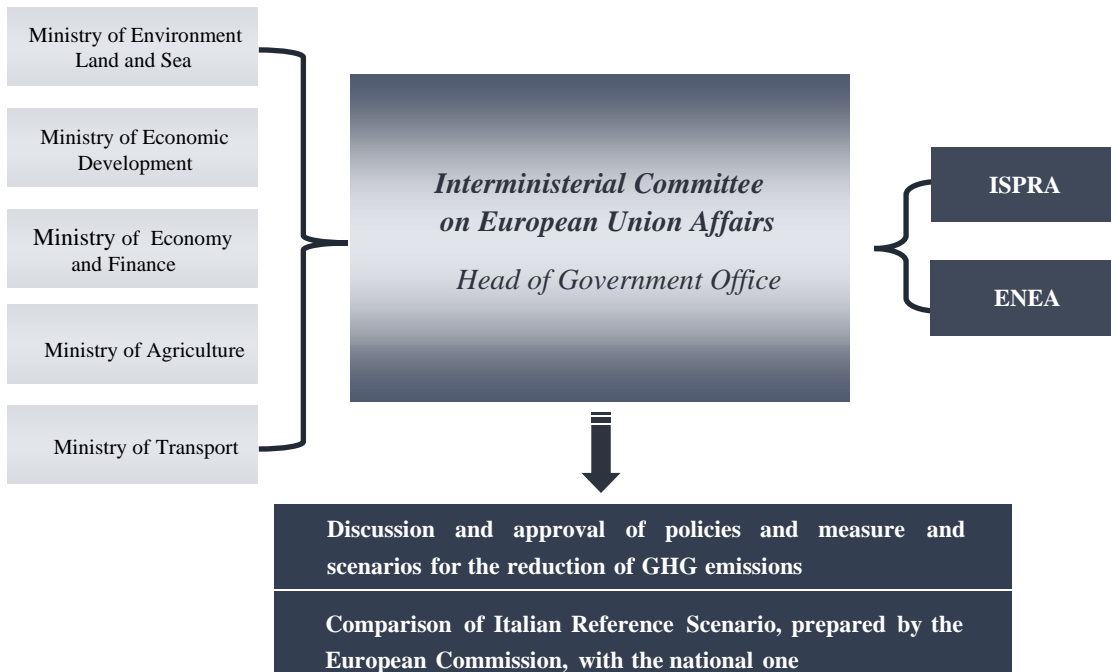 Ministry of Environment
Land and Sea
Ministry of Economic
Development
Ministry of Economy
and Finance
Ministry of Agriculture
Ministry of Transport
Interministerial Committee
on European Union Affairs
Head of Government Office
ISPRA
ENEA
Discussion and approval of policies and measure and
scenarios for the reduction of GHG emissions
Comparison of Italian Reference Scenario, prepared by the
European Commission, with the national one